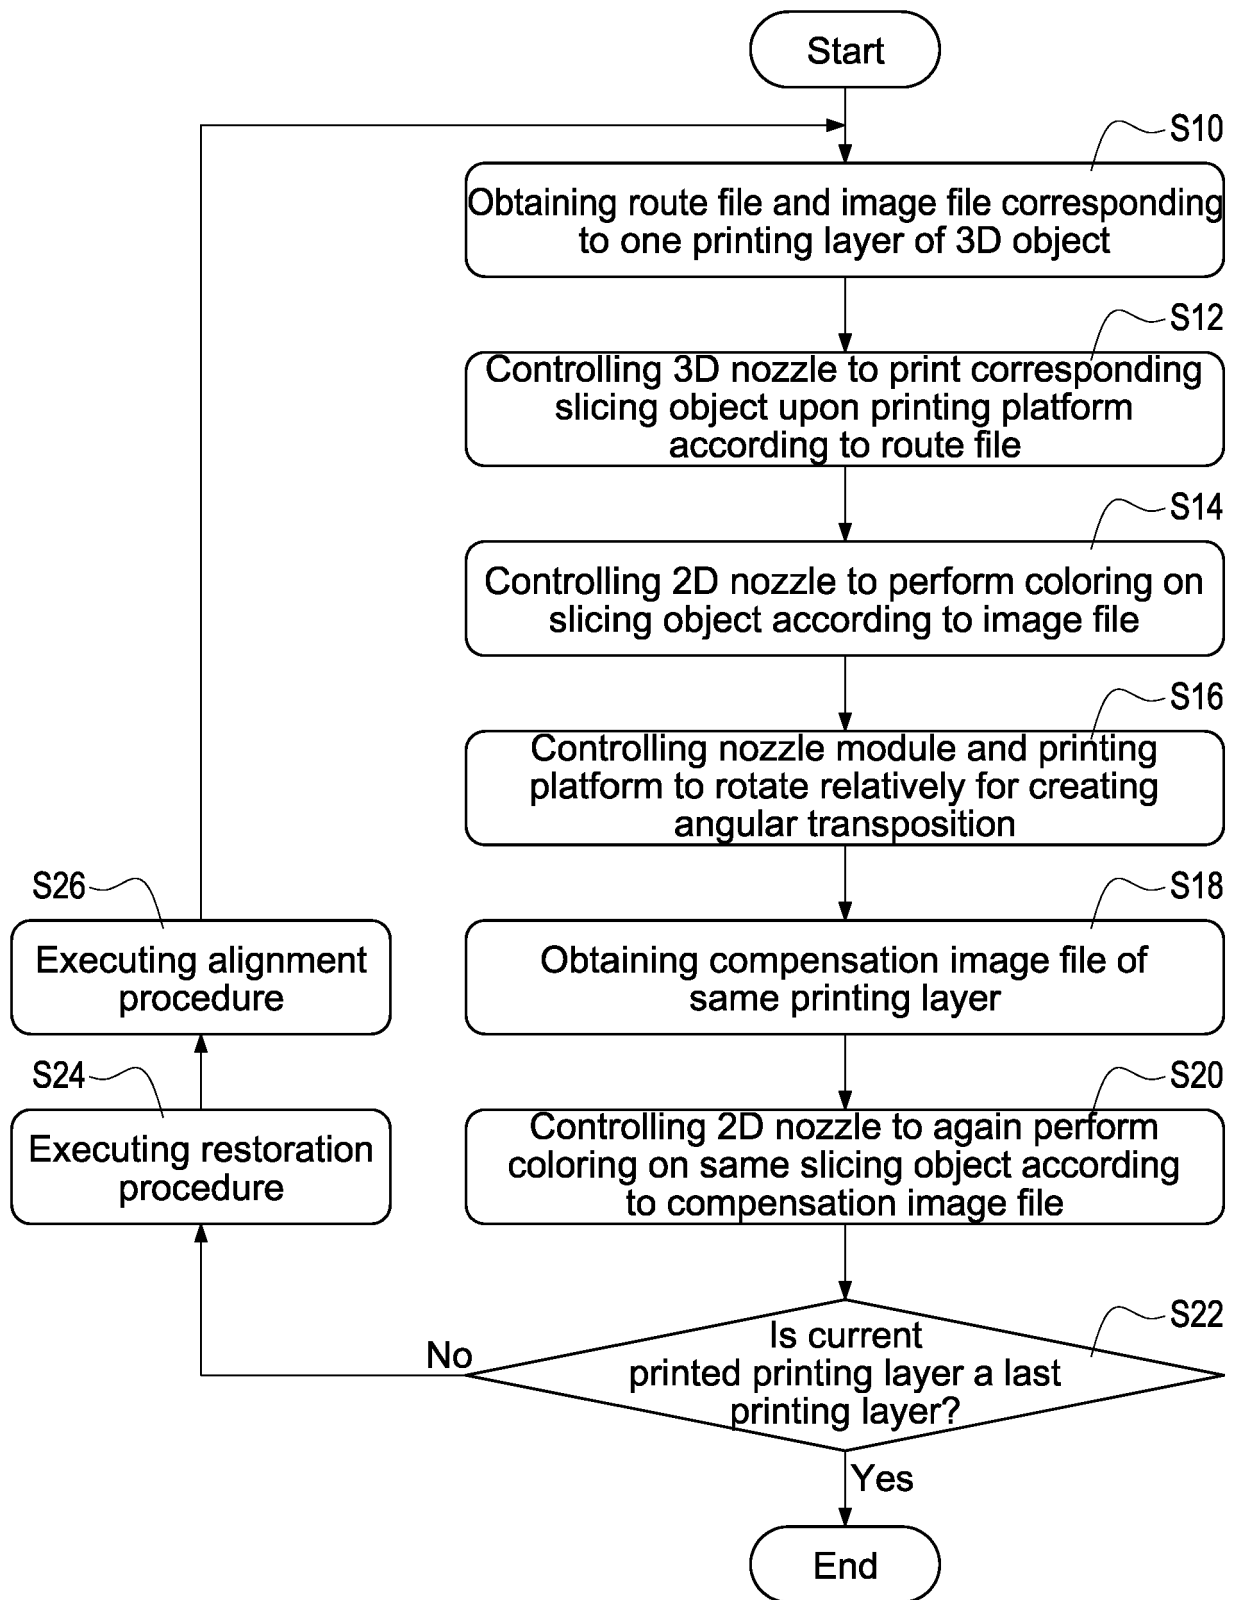 Start
S10
Obtaining route file and image file corresponding
to one printing layer of 3D object
S12
Controlling 3D nozzle to print corresponding
slicing object upon printing platform
according to route file
S14
Controlling 2D nozzle to perform coloring on
slicing object according to image file
S16
Controlling nozzle module and printing
platform to rotate relatively for creating
angular transposition
S18
Obtaining compensation image file of
same printing layer
S20
Controlling 2D nozzle to again perform
coloring on same slicing object according
to compensation image file
S22
Is current
printed printing layer a last
printing layer?
No
S24
Executing restoration
procedure
S26
Executing alignment
procedure
Yes
End